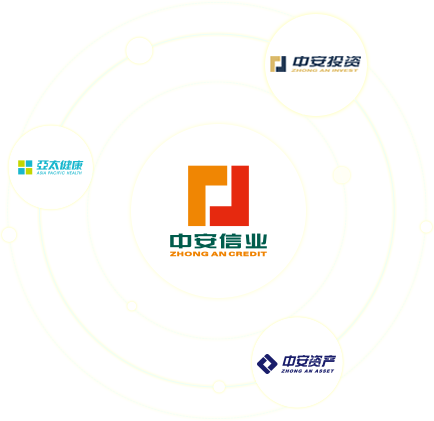 中安投资
ZHONG AN INVEST
亞太健康
ASIA PACIFIC HEALTH
中安信业
ZHONG AN CREDIT
中安资产
ZHONG AN ASSET